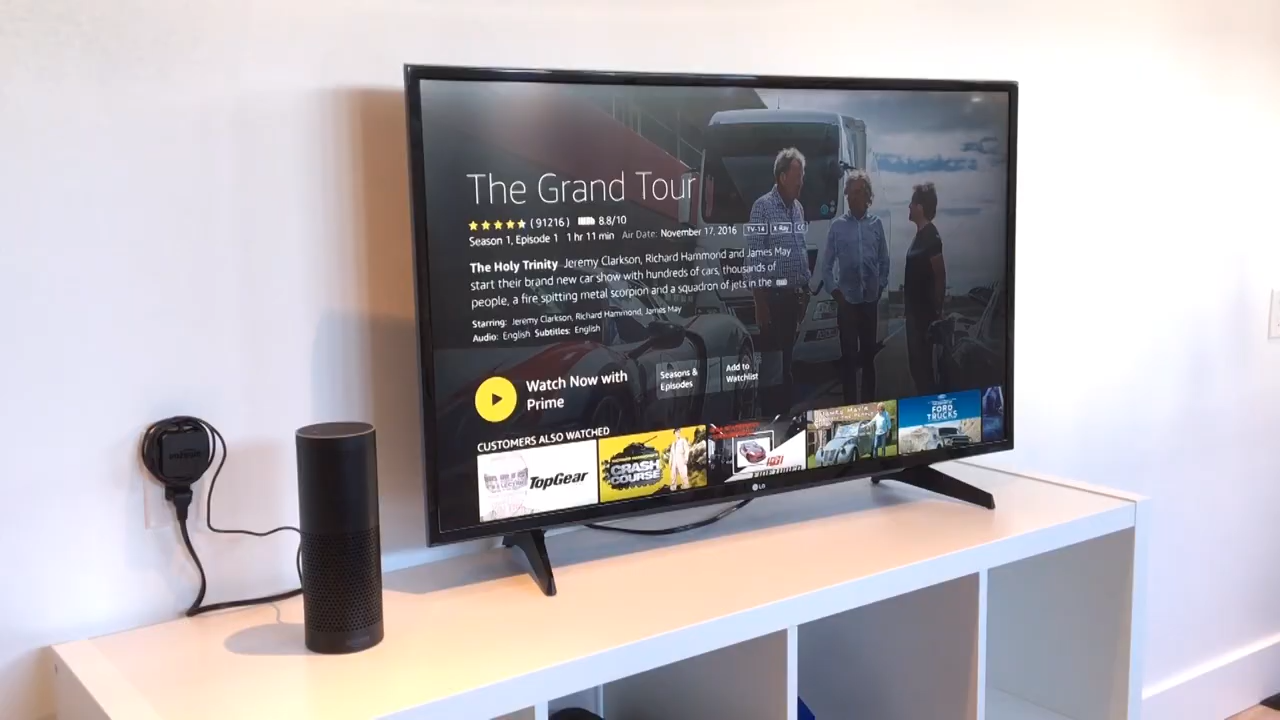 The Grand Tour
(91216) 8.8/10
Season 1, Episode 1 1 hr 11 min Air Date: November 17, 2016 TV-14 X-Ray CC
The Holy Trinity Jeremy Clarkson, Richard Hammond and James May
start their brand new car show with hundreds of cars, thousands of
people, a fire spitting metal scorpion and a squadron of jets in the
Starring: Jeremy Clarkson, Richard Hammond, James May
Audio: English Subtitles: English
Watch Now with
Prime
Seasons &
Episodes
Add to
Watchlist
CUSTOMERS ALSO WATCHED
TopGear
CRASH
COURSE
JAMES MAY'S
FORD
TRUCKS
LG
amazon